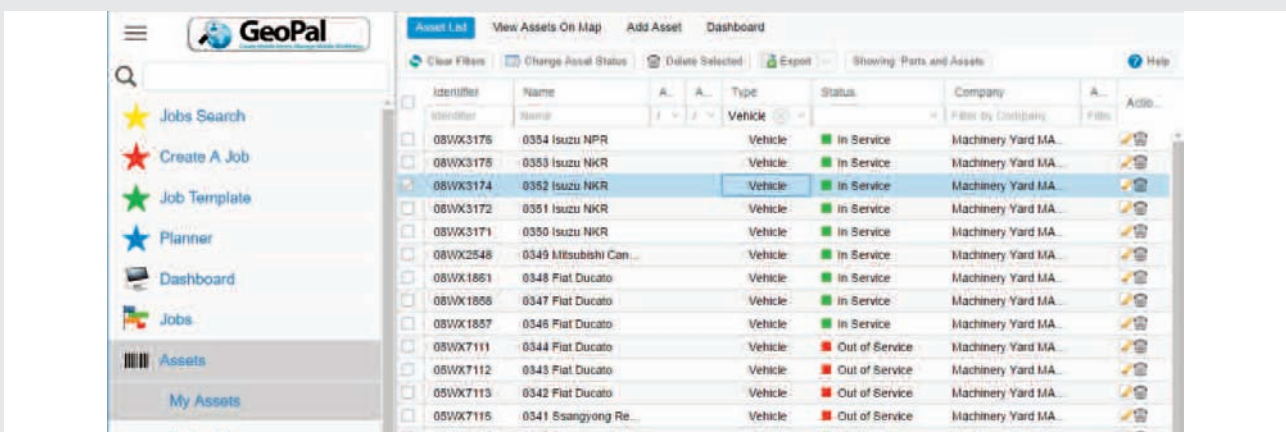 GeoPal
Asset List View Assets On Map Add Asset Dashboard
Clear Filters Change Asset Status Delete Selected Export Showing: Parts and Assets Help
Identifier Name A... A... Type Status Company A... Actio...
Identifier Name Vehicle Filter by Company Filte
Jobs Search
Create A Job
Job Template
Planner
Dashboard
Jobs
Assets
My Assets
08WX3176 0354 Isuzu NPR Vehicle In Service Machinery Yard MA...
08WX3175 0353 Isuzu NKR Vehicle In Service Machinery Yard MA...
08WX3174 0352 Isuzu NKR Vehicle In Service Machinery Yard MA...
08WX3172 0351 Isuzu NKR Vehicle In Service Machinery Yard MA...
08WX3171 0350 Isuzu NKR Vehicle In Service Machinery Yard MA...
08WX2548 0349 Mitsubishi Can... Vehicle In Service Machinery Yard MA...
08WX1861 0348 Fiat Ducato Vehicle In Service Machinery Yard MA...
08WX1858 0347 Fiat Ducato Vehicle In Service Machinery Yard MA...
08WX1857 0346 Fiat Ducato Vehicle In Service Machinery Yard MA...
05WX7111 0344 Fiat Ducato Vehicle Out of Service Machinery Yard MA...
05WX7112 0343 Fiat Ducato Vehicle Out of Service Machinery Yard MA...
05WX7113 0342 Fiat Ducato Vehicle Out of Service Machinery Yard MA...
05WX7115 0341 Ssangyong Re... Vehicle Out of Service Machinery Yard MA...